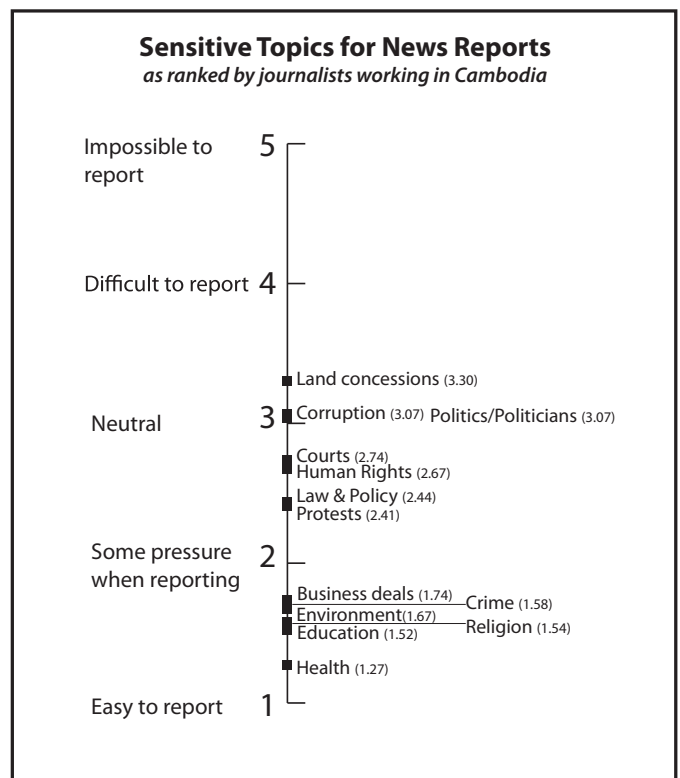 Sensitive Topics for News Reports
as ranked by journalists working in Cambodia
Impossible to 5
report
Difficult to report 4
Land concessions (3.30)
Neutral 3 Corruption (3.07) Politics/Politicians (3.07)
Courts (2.74)
Human Rights (2.67)
Law & Policy (2.44)
Protests (2.41)
Some pressure 2
when reporting
Business deals (1.74) Crime (1.58)
Environment(1.67)
Education (1.52) Religion (1.54)
Health (1.27)
Easy to report 1